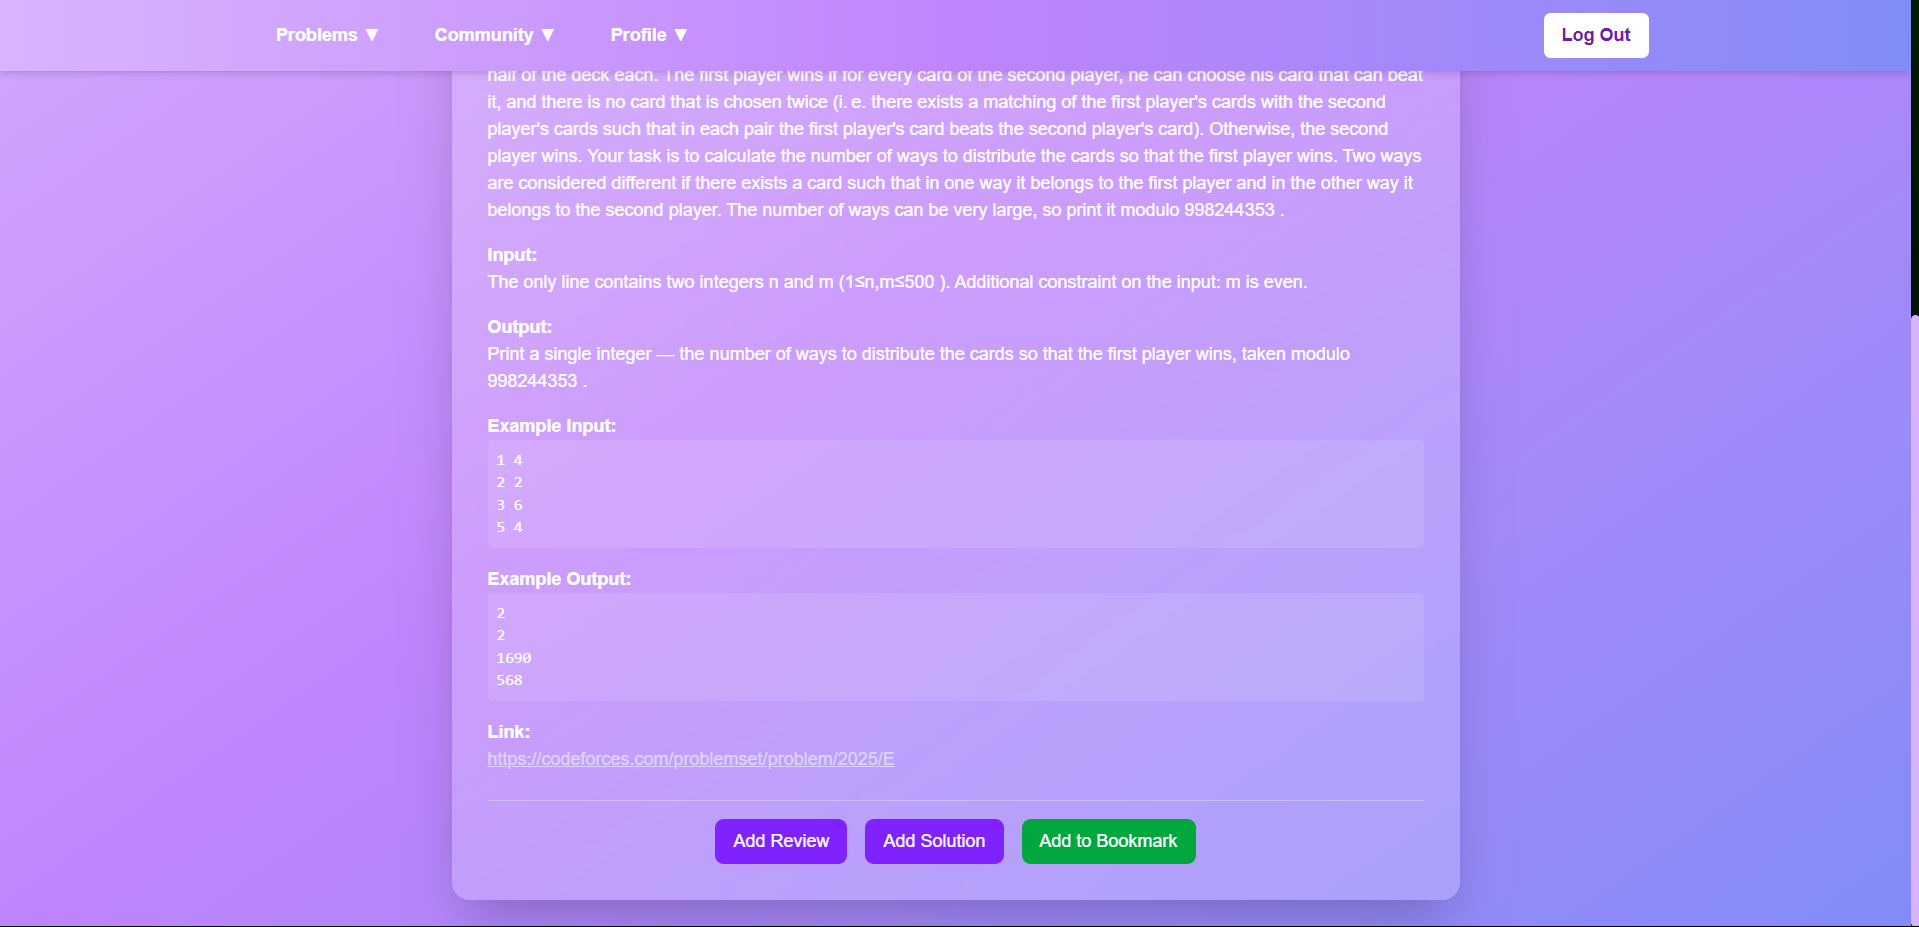 Problems ▼ Community ▼ Profile ▼ Log Out
half of the deck each. The first player wins if for every card of the second player, he can choose his card that can beat
it, and there is no card that is chosen twice (i. e. there exists a matching of the first player's cards with the second
player's cards such that in each pair the first player's card beats the second player's card). Otherwise, the second
player wins. Your task is to calculate the number of ways to distribute the cards so that the first player wins. Two ways
are considered different if there exists a card such that in one way it belongs to the first player and in the other way it
belongs to the second player. The number of ways can be very large, so print it modulo 998244353 .
Input:
The only line contains two integers n and m (1≤n,m≤500 ). Additional constraint on the input: m is even.
Output:
Print a single integer — the number of ways to distribute the cards so that the first player wins, taken modulo
998244353 .
Example Input:
1 4
2 2
3 6
5 4
Example Output:
2
2
1690
568
Link:
https://codeforces.com/problemset/problem/2025/E
Add Review Add Solution Add to Bookmark